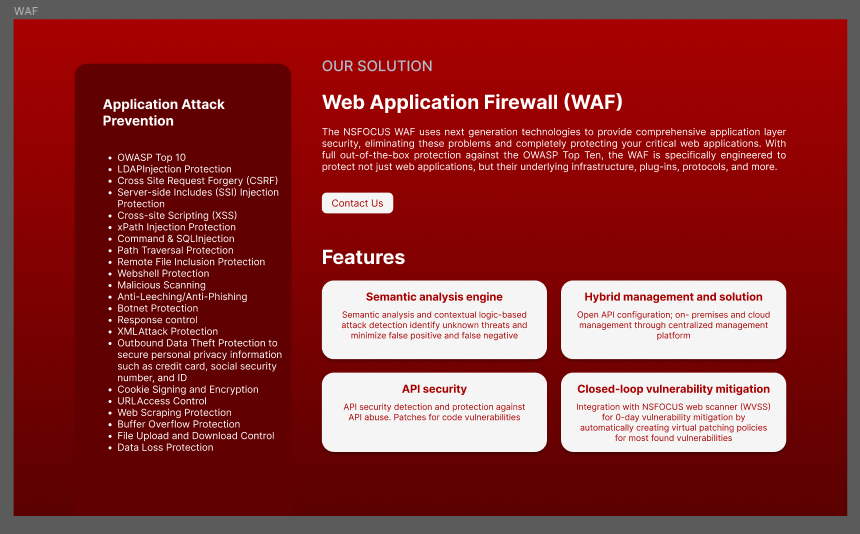 WAF
Application Attack
Prevention
• OWASP Top 10
• LDAPInjection Protection
• Cross Site Request Forgery (CSRF)
• Server-side Includes (SSI) Injection
Protection
• Cross-site Scripting (XSS)
• xPath Injection Protection
• Command & SQLInjection
• Path Traversal Protection
• Remote File Inclusion Protection
• Webshell Protection
• Malicious Scanning
• Anti-Leeching/Anti-Phishing
• Botnet Protection
• Response control
• XMLAttack Protection
• Outbound Data Theft Protection to
secure personal privacy information
such as credit card, social security
number, and ID
• Cookie Signing and Encryption
• URLAccess Control
• Web Scraping Protection
• Buffer Overflow Protection
• File Upload and Download Control
• Data Loss Protection
OUR SOLUTION
Web Application Firewall (WAF)
The NSFOCUS WAF uses next generation technologies to provide comprehensive application layer
security, eliminating these problems and completely protecting your critical web applications. With
full out-of-the-box protection against the OWASP Top Ten, the WAF is specifically engineered to
protect not just web applications, but their underlying infrastructure, plug-ins, protocols, and more.
Contact Us
Features
Semantic analysis engine
Semantic analysis and contextual logic-based
attack detection identify unknown threats and
minimize false positive and false negative
Hybrid management and solution
Open API configuration; on- premises and cloud
management through centralized management
platform
API security
API security detection and protection against
API abuse. Patches for code vulnerabilities
Closed-loop vulnerability mitigation
Integration with NSFOCUS web scanner (WVSS)
for 0-day vulnerability mitigation by
automatically creating virtual patching policies
for most found vulnerabilities